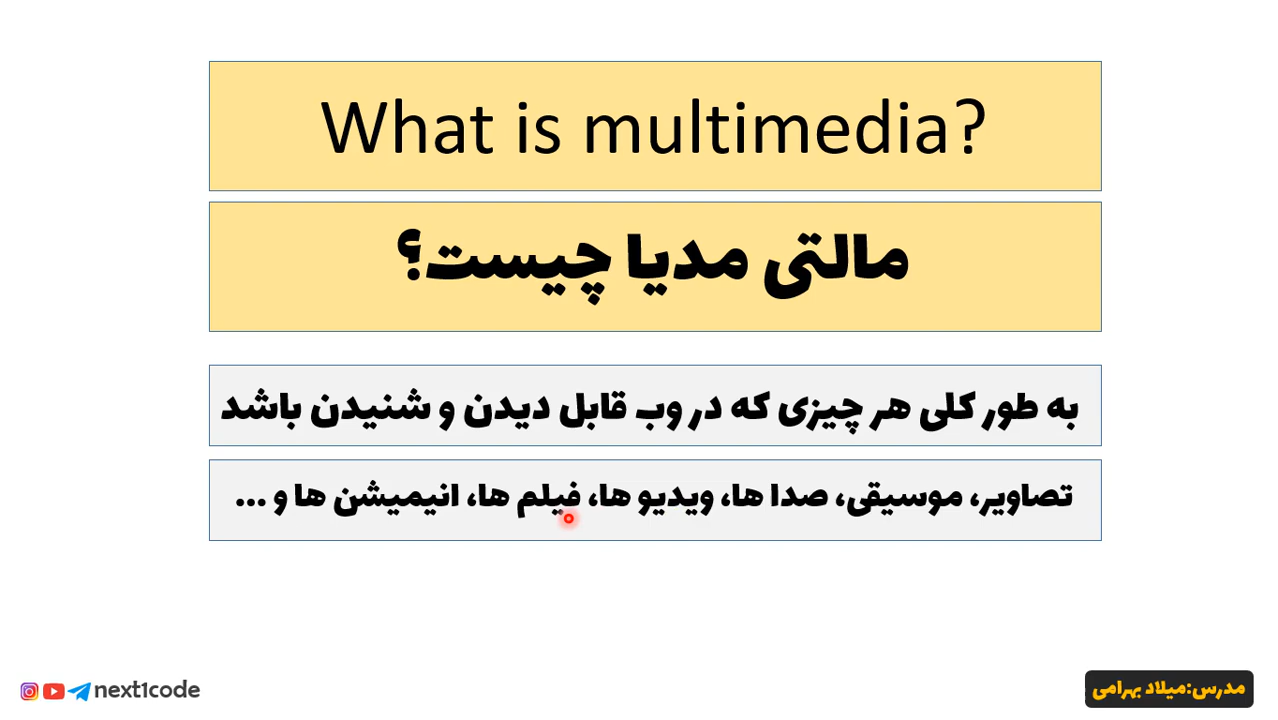 What is multimedia?
مالتی مدیا چیست؟
به طور کلی هر چیزی که در وب قابل دیدن و شنیدن باشد
تصاویر، موسیقی، صدا ها، ویدیو ها، فیلم ها، انیمیشن ها و ...
next1code
مدرس:میلاد بهرامی